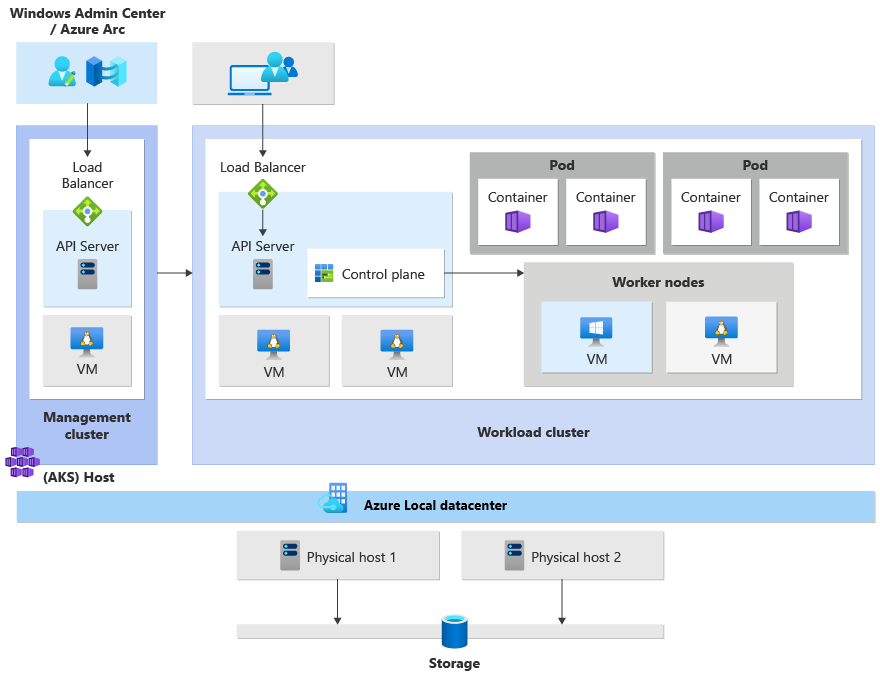 Windows Admin Center
/ Azure Arc
Load
Balancer
API Server
VM
Management
cluster
(AKS) Host
Load Balancer
API Server
Control plane
VM
VM
Pod
Container
Container
Pod
Container
Container
Worker nodes
VM
VM
Workload cluster
Azure Local datacenter
Physical host 1
Physical host 2
Storage